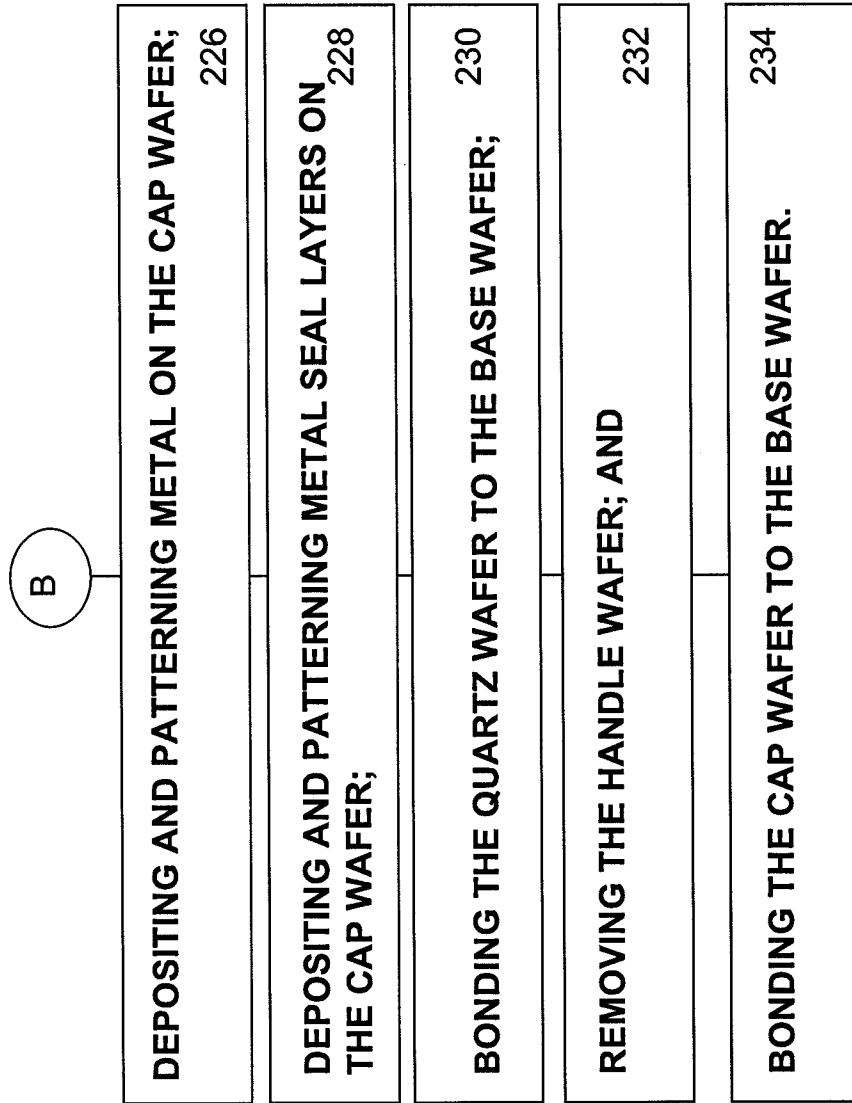 B
DEPOSITING AND PATTERNING METAL ON THE CAP WAFER;
226
DEPOSITING AND PATTERNING METAL SEAL LAYERS ON
THE CAP WAFER;
228
BONDING THE QUARTZ WAFER TO THE BASE WAFER;
230
REMOVING THE HANDLE WAFER; AND
232
BONDING THE CAP WAFER TO THE BASE WAFER.
234